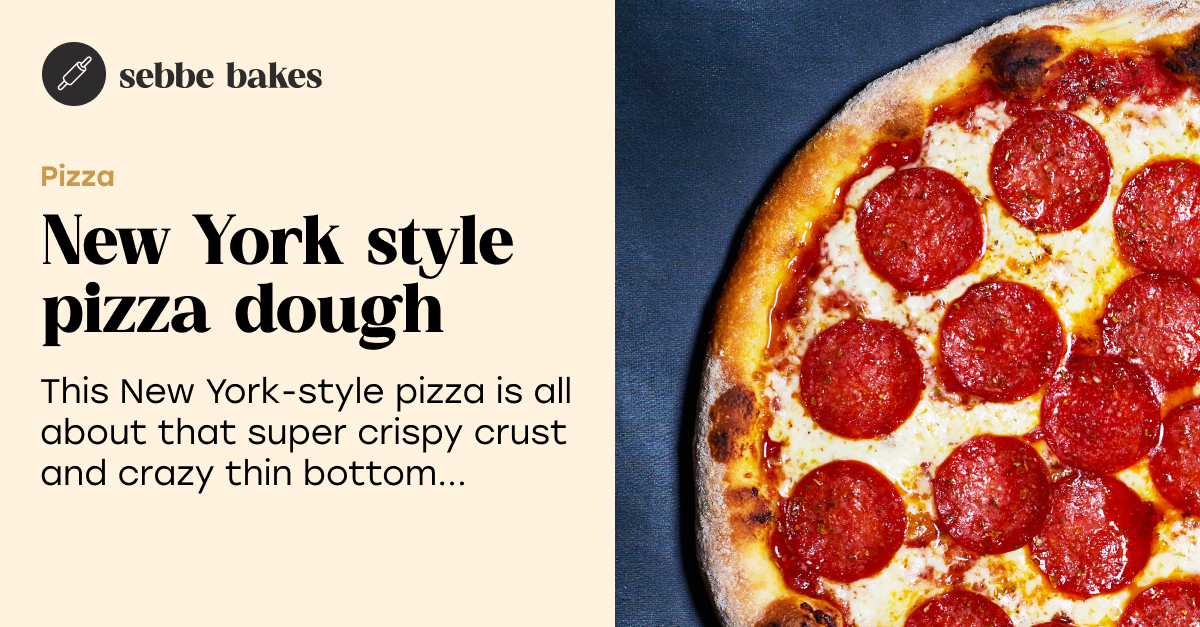 sebbe bakes
Pizza
New York style
pizza dough
This New York-style pizza is all
about that super crispy crust
and crazy thin bottom...